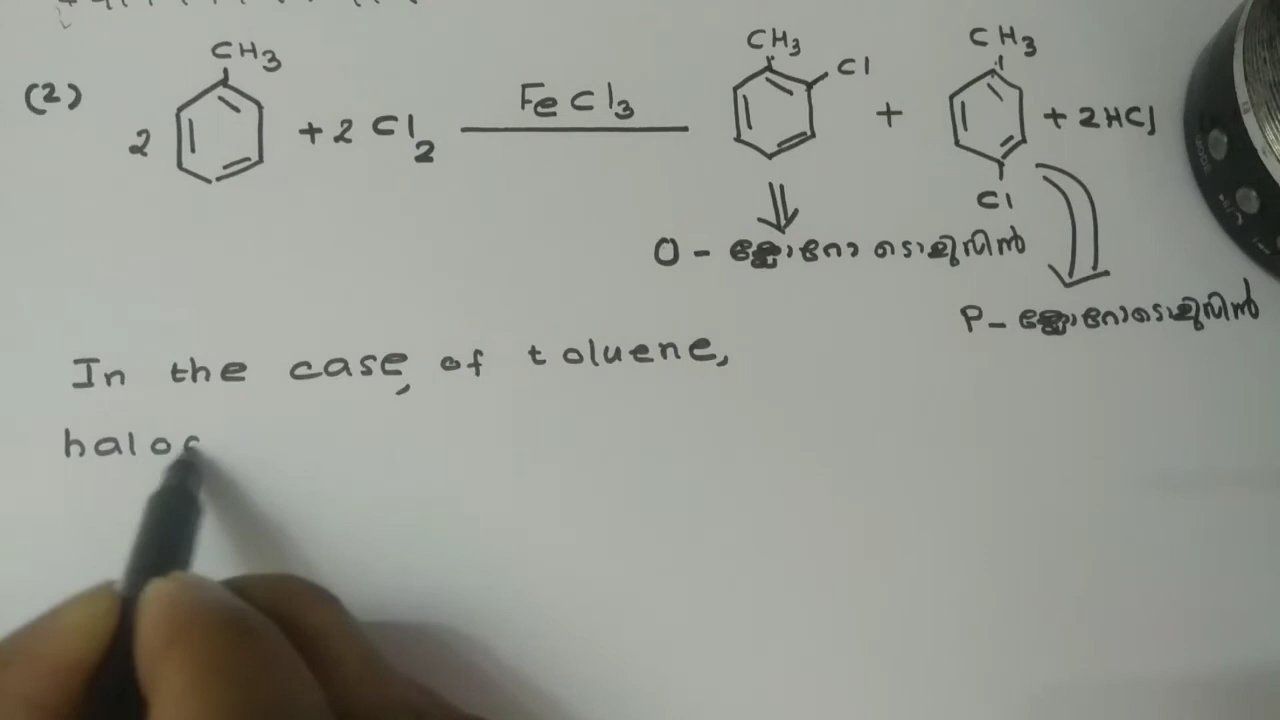 (2) 2 CH3 + 2 Cl2 FeCl3 CH3 Cl + CH3 Cl + 2HCl
O - ക്ലോറോ ടൊളുവിൻ
P - ക്ലോറോടൊളുവിൻ
In the case, of toluene,
halo